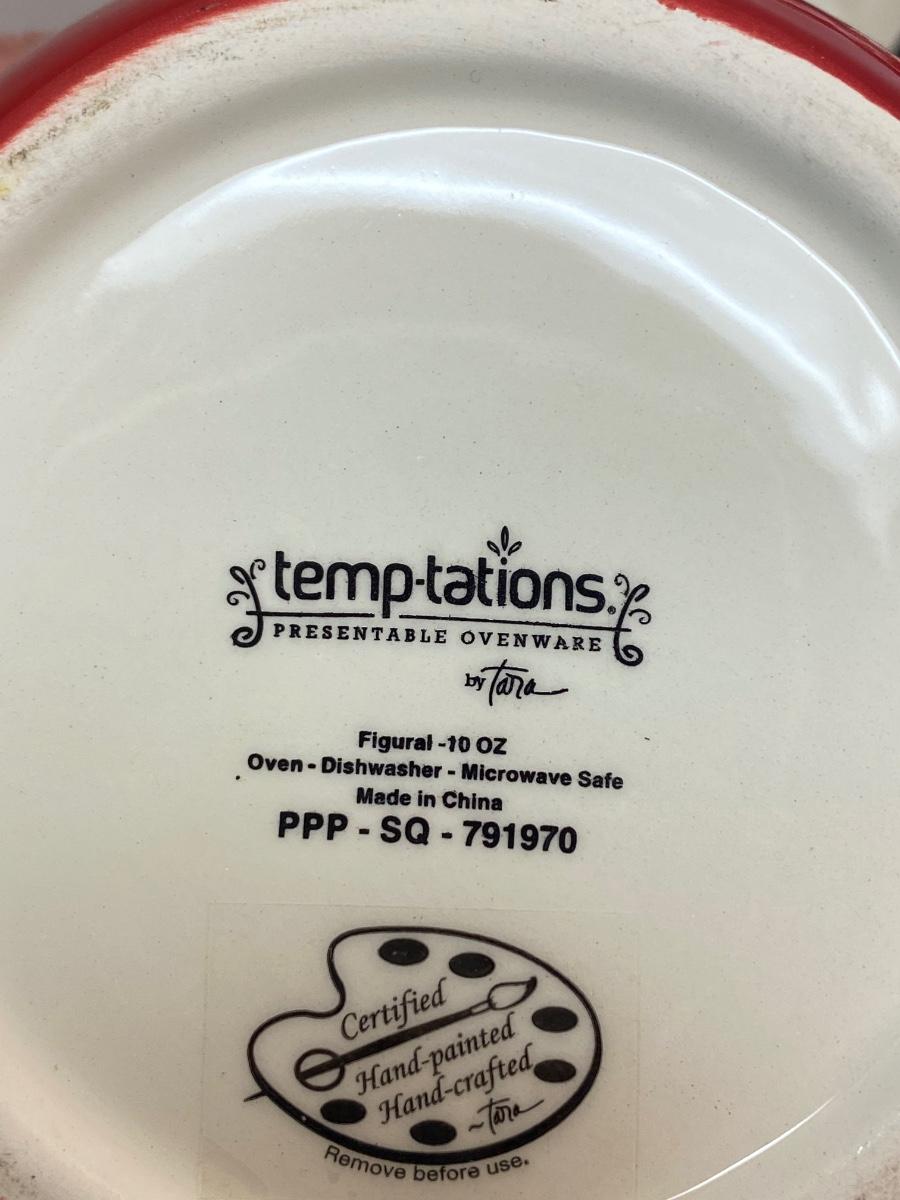 temp-tations®
PRESENTABLE OVENWARE
by Tara
Figural -10 OZ
Oven - Dishwasher - Microwave Safe
Made in China
PPP - SQ - 791970
Certified
Hand-painted
Hand-crafted
~Tara
Remove before use.